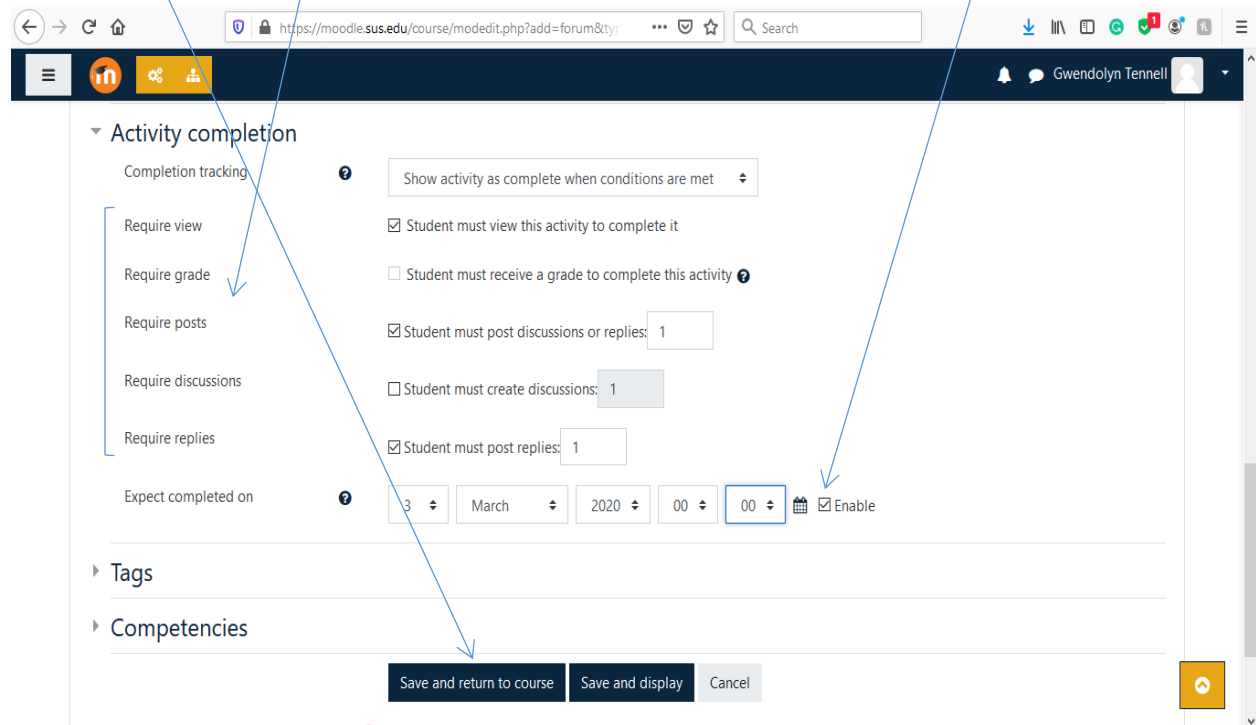 https://moodle.sus.edu/course/modedit.php?add=forum&ty
Search
1
Gwendolyn Tennell
Activity completion
Completion tracking
Show activity as complete when conditions are met
Require view
Student must view this activity to complete it
Require grade
Student must receive a grade to complete this activity
Require posts
Student must post discussions or replies: 1
Require discussions
Student must create discussions: 1
Require replies
Student must post replies: 1
Expect completed on
3 March 2020 00 00 Enable
Tags
Competencies
Save and return to course Save and display Cancel